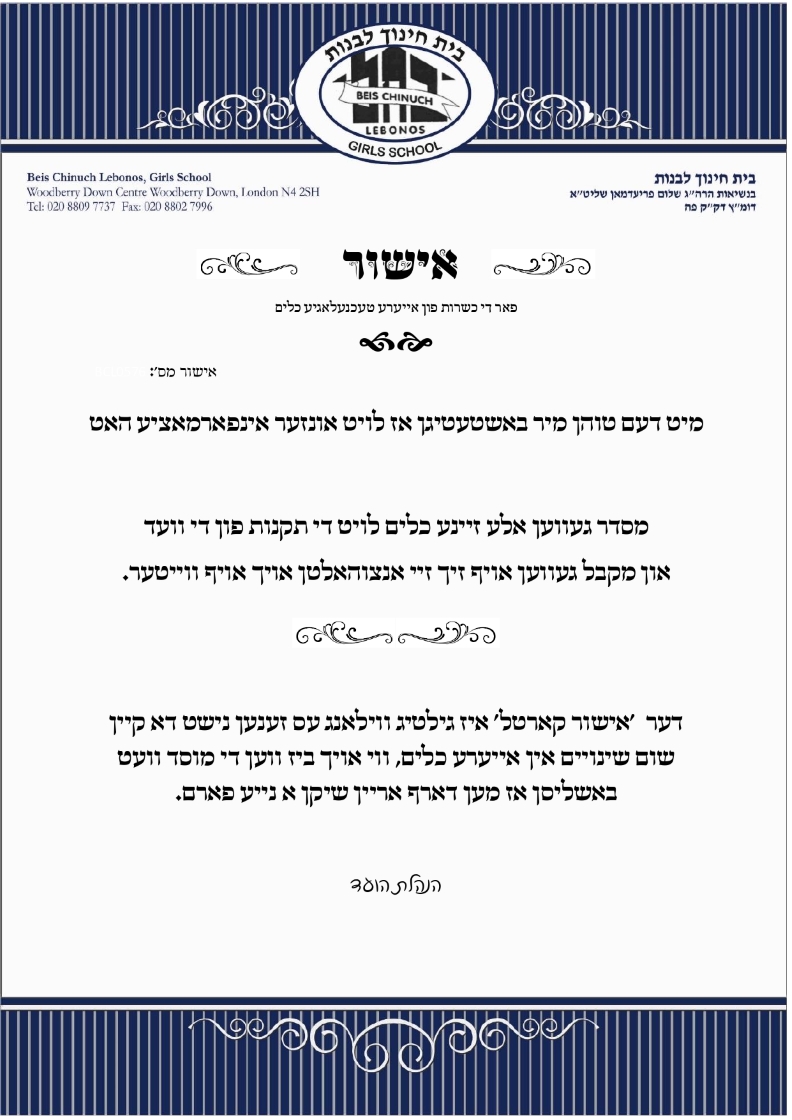 בית חינוך לבנות
BEIS CHINUCH
LEBONOS
GIRLS SCHOOL
Beis Chinuch Lebonos, Girls School
Woodberry Down Centre Woodberry Down, London N4 2SH
Tel: 020 8809 7737 Fax: 020 8802 7996
בית חינוך לבנות
בנשיאות הרה"ג שלום פריעדמאן שליט"א
דומ"ץ דק"ק פה
אישור
פאר די כשרות פון אייערע טעכנעלאגיע כלים
אישור מס':
מיט דעם טוהן מיר באשטעטיגן אז לויט אונזער אינפארמאציע האט
מסדר געווען אלע זיינע כלים לויט די תקנות פון די וועד
און מקבל געווען אויף זיך זיי אנצוהאלטן אויך אויף ווייטער.
דער 'אישור קארטל' איז גילטיג ווילאנג עס זענען נישט דא קיין
שום שינויים אין אייערע כלים, ווי אויך ביז ווען די מוסד וועט
באשליסן אז מען דארף אריין שיקן א נייע פארם.
הנהלת הועד